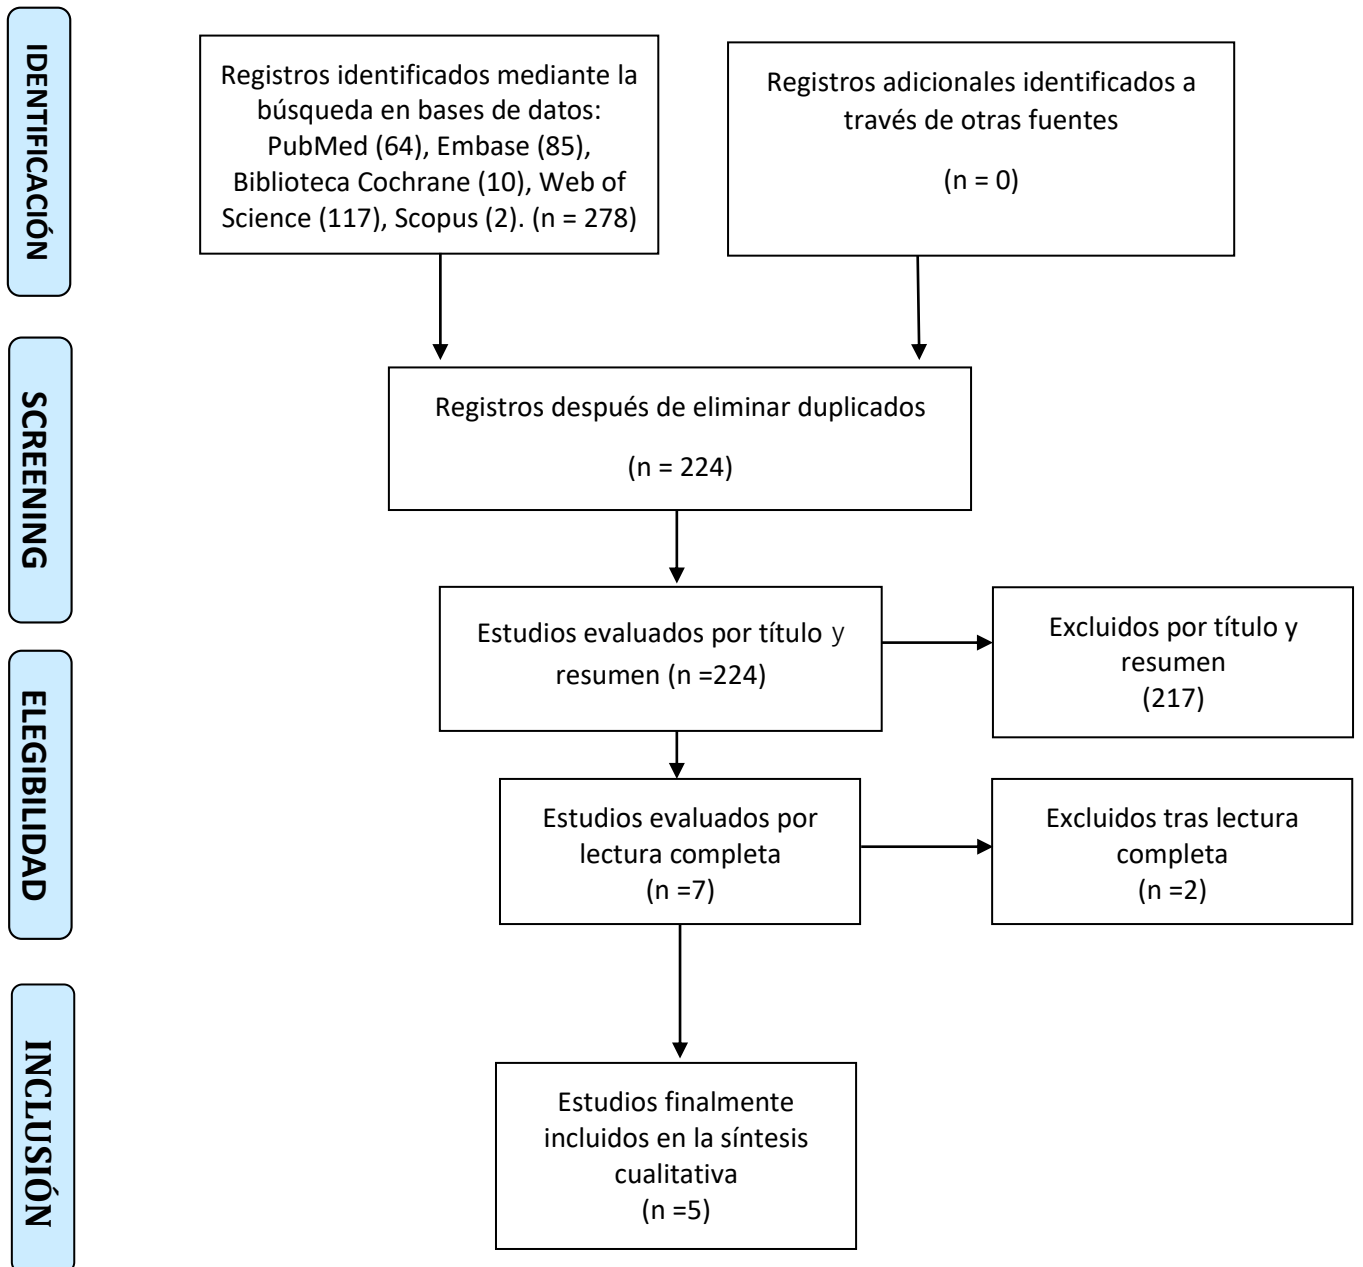 IDENTIFICACIÓN
Registros identificados mediante la
búsqueda en bases de datos:
PubMed (64), Embase (85),
Biblioteca Cochrane (10), Web of
Science (117), Scopus (2). (n = 278)
Registros adicionales identificados a
través de otras fuentes
(n = 0)
SCREENING
Registros después de eliminar duplicados
(n = 224)
Estudios evaluados por título y
resumen (n =224)
Excluidos por título y
resumen
(217)
ELEGIBILIDAD
Estudios evaluados por
lectura completa
(n =7)
Excluidos tras lectura
completa
(n =2)
INCLUSIÓN
Estudios finalmente
incluidos en la síntesis
cualitativa
(n =5)